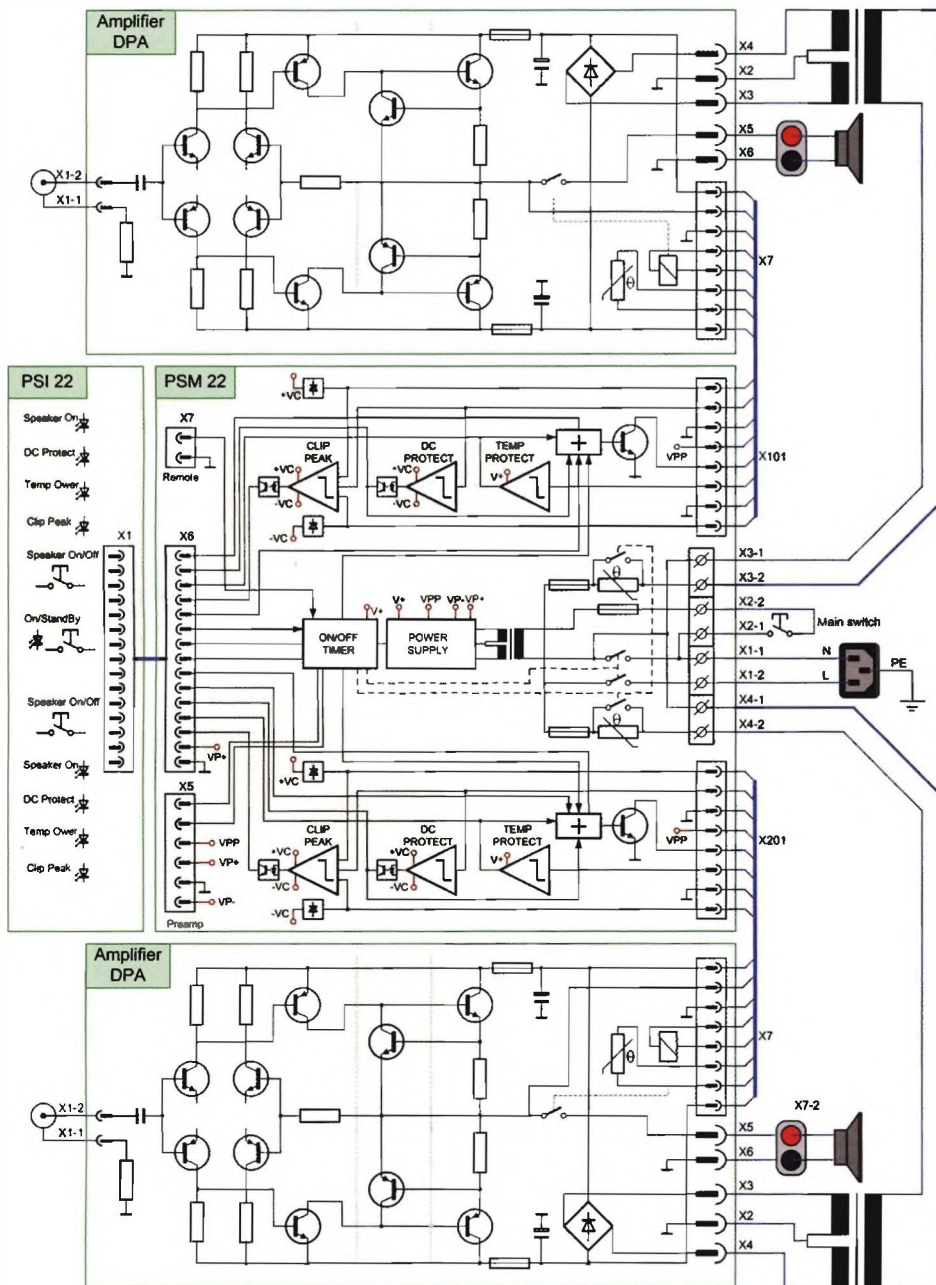 Amplifier
DPA
X4
X2
X3
X5
X6
X1-2
X1-1
X7
θ
PSI 22
PSM 22
+VC
Speaker On
X7
Remote
CLIP
PEAK
DC
PROTECT
TEMP
PROTECT
+VC
-VC
+VC
-VC
V+
VPP
X101
DC Protect
Temp Ower
Clip Peak
-VC
X1
X6
Speaker On/Off
θ
X3-1
X3-2
X2-2
Main switch
X2-1
On/StandBy
V+
V+
VPP
VP-
VP+
ON/OFF
TIMER
POWER
SUPPLY
X1-1
N
X1-2
L
PE
X4-1
X4-2
θ
Speaker On/Off
VP+
+VC
Speaker On
X5
DC Protect
Temp Ower
Clip Peak
VPP
VP+
VP-
Preamp
CLIP
PEAK
DC
PROTECT
TEMP
PROTECT
+VC
-VC
+VC
-VC
V+
VPP
X201
-VC
Amplifier
DPA
θ
X7
X1-2
X1-1
X7-2
X5
X6
X3
X2
X4